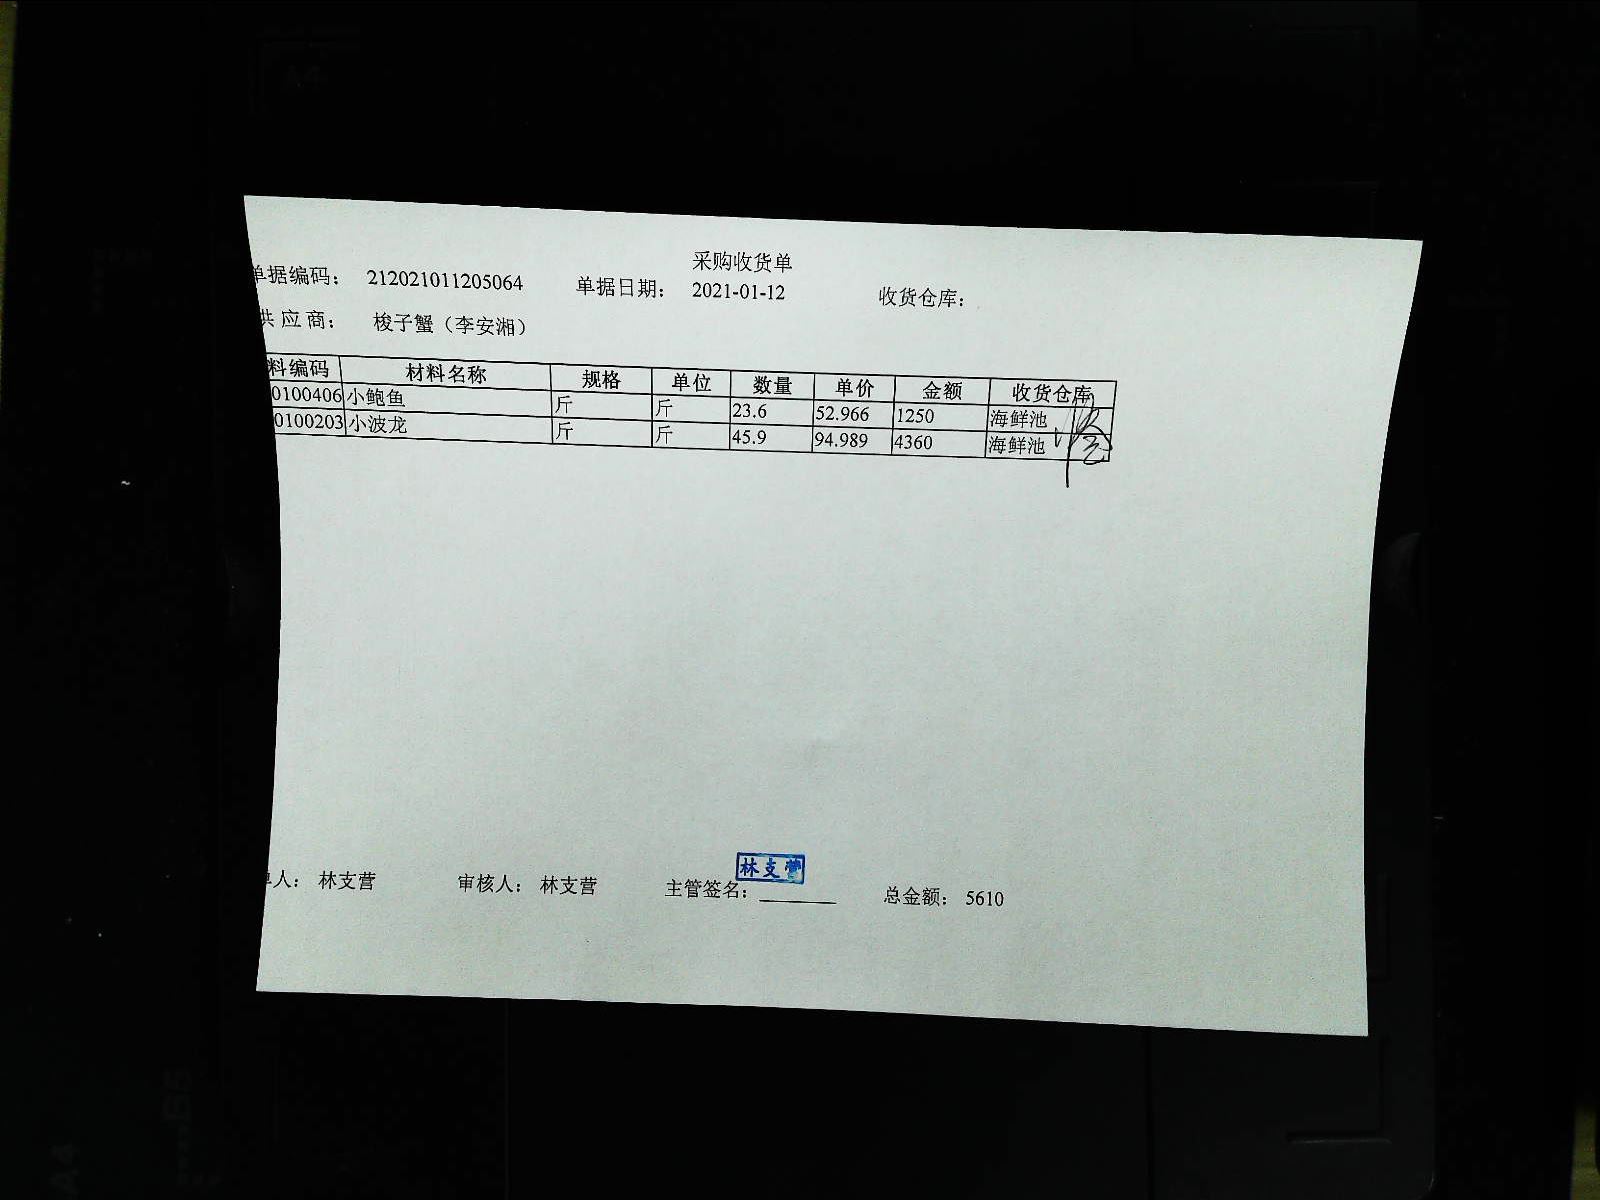 采购收货单
单据编码： 212021011205064 单据日期： 2021-01-12 收货仓库：
供应商： 梭子蟹（李安湘）
料编码 材料名称 规格 单位 数量 单价 金额 收货仓库
0100406 小鲍鱼 斤 斤 23.6 52.966 1250 海鲜池
0100203 小波龙 斤 斤 45.9 94.989 4360 海鲜池
林支营
单人： 林支营 审核人： 林支营 主管签名： 总金额： 5610